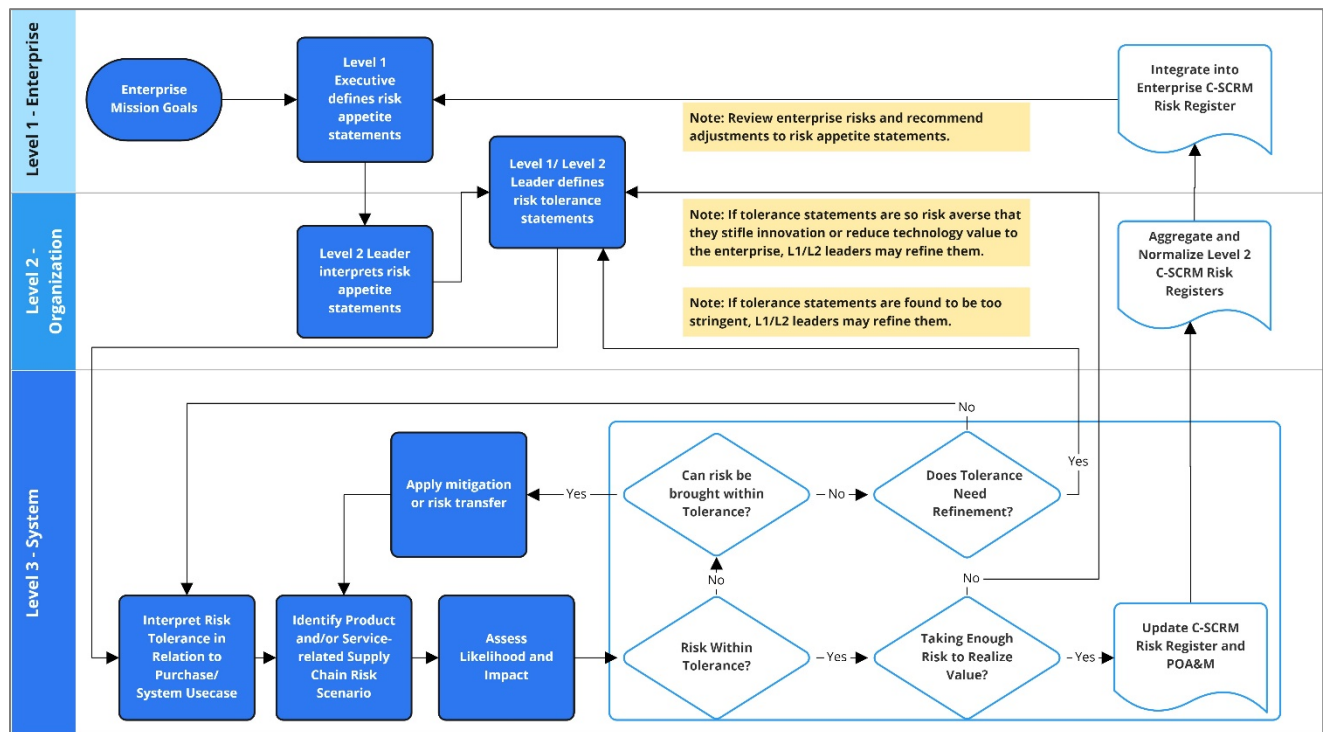 Level 1 - Enterprise
Enterprise
Mission Goals
Level 1
Executive
defines risk
appetite
statements
Integrate into
Enterprise C-SCRM
Risk Register
Note: Review enterprise risks and recommend
adjustments to risk appetite statements.
Level 1/ Level 2
Leader defines
risk tolerance
statements
Level 2 -
Organization
Level 2 Leader
interprets risk
appetite
statements
Note: If tolerance statements are so risk averse that
they stifle innovation or reduce technology value to
the enterprise, L1/L2 leaders may refine them.
Note: If tolerance statements are found to be too
stringent, L1/L2 leaders may refine them.
Aggregate and
Normalize Level 2
C-SCRM Risk
Registers
Level 3 - System
No
Apply mitigation
or risk transfer
Yes
Can risk be
brought within
Tolerance?
No
Does Tolerance
Need
Refinement?
Yes
No
No
Interpret Risk
Tolerance in
Relation to
Purchase/
System Usecase
Identify Product
and/or Service-
related Supply
Chain Risk
Scenario
Assess
Likelihood and
Impact
Risk Within
Tolerance?
Yes
Taking Enough
Risk to Realize
Value?
Yes
Update C-SCRM
Risk Register and
POA&M